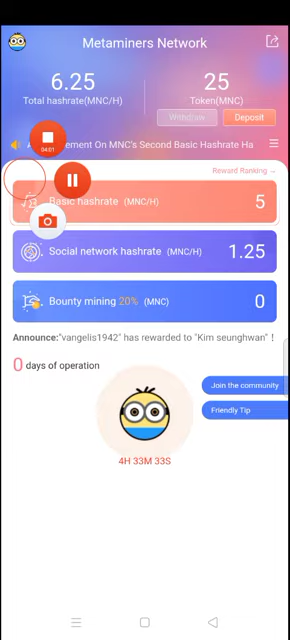 Metaminers Network
6.25
Total hashrate(MNC/H)
25
Token(MNC)
Withdraw
Deposit
ement On MNC's Second Basic Hashrate Ha
04:01
Reward Ranking →
Basic hashrate (MNC/H)
5
Social network hashrate (MNC/H)
1.25
Bounty mining 20% (MNC)
0
Announce:"vangelis1942" has rewarded to "Kim seunghwan" !
0 days of operation
Join the community
Friendly Tip
4H 33M 33S